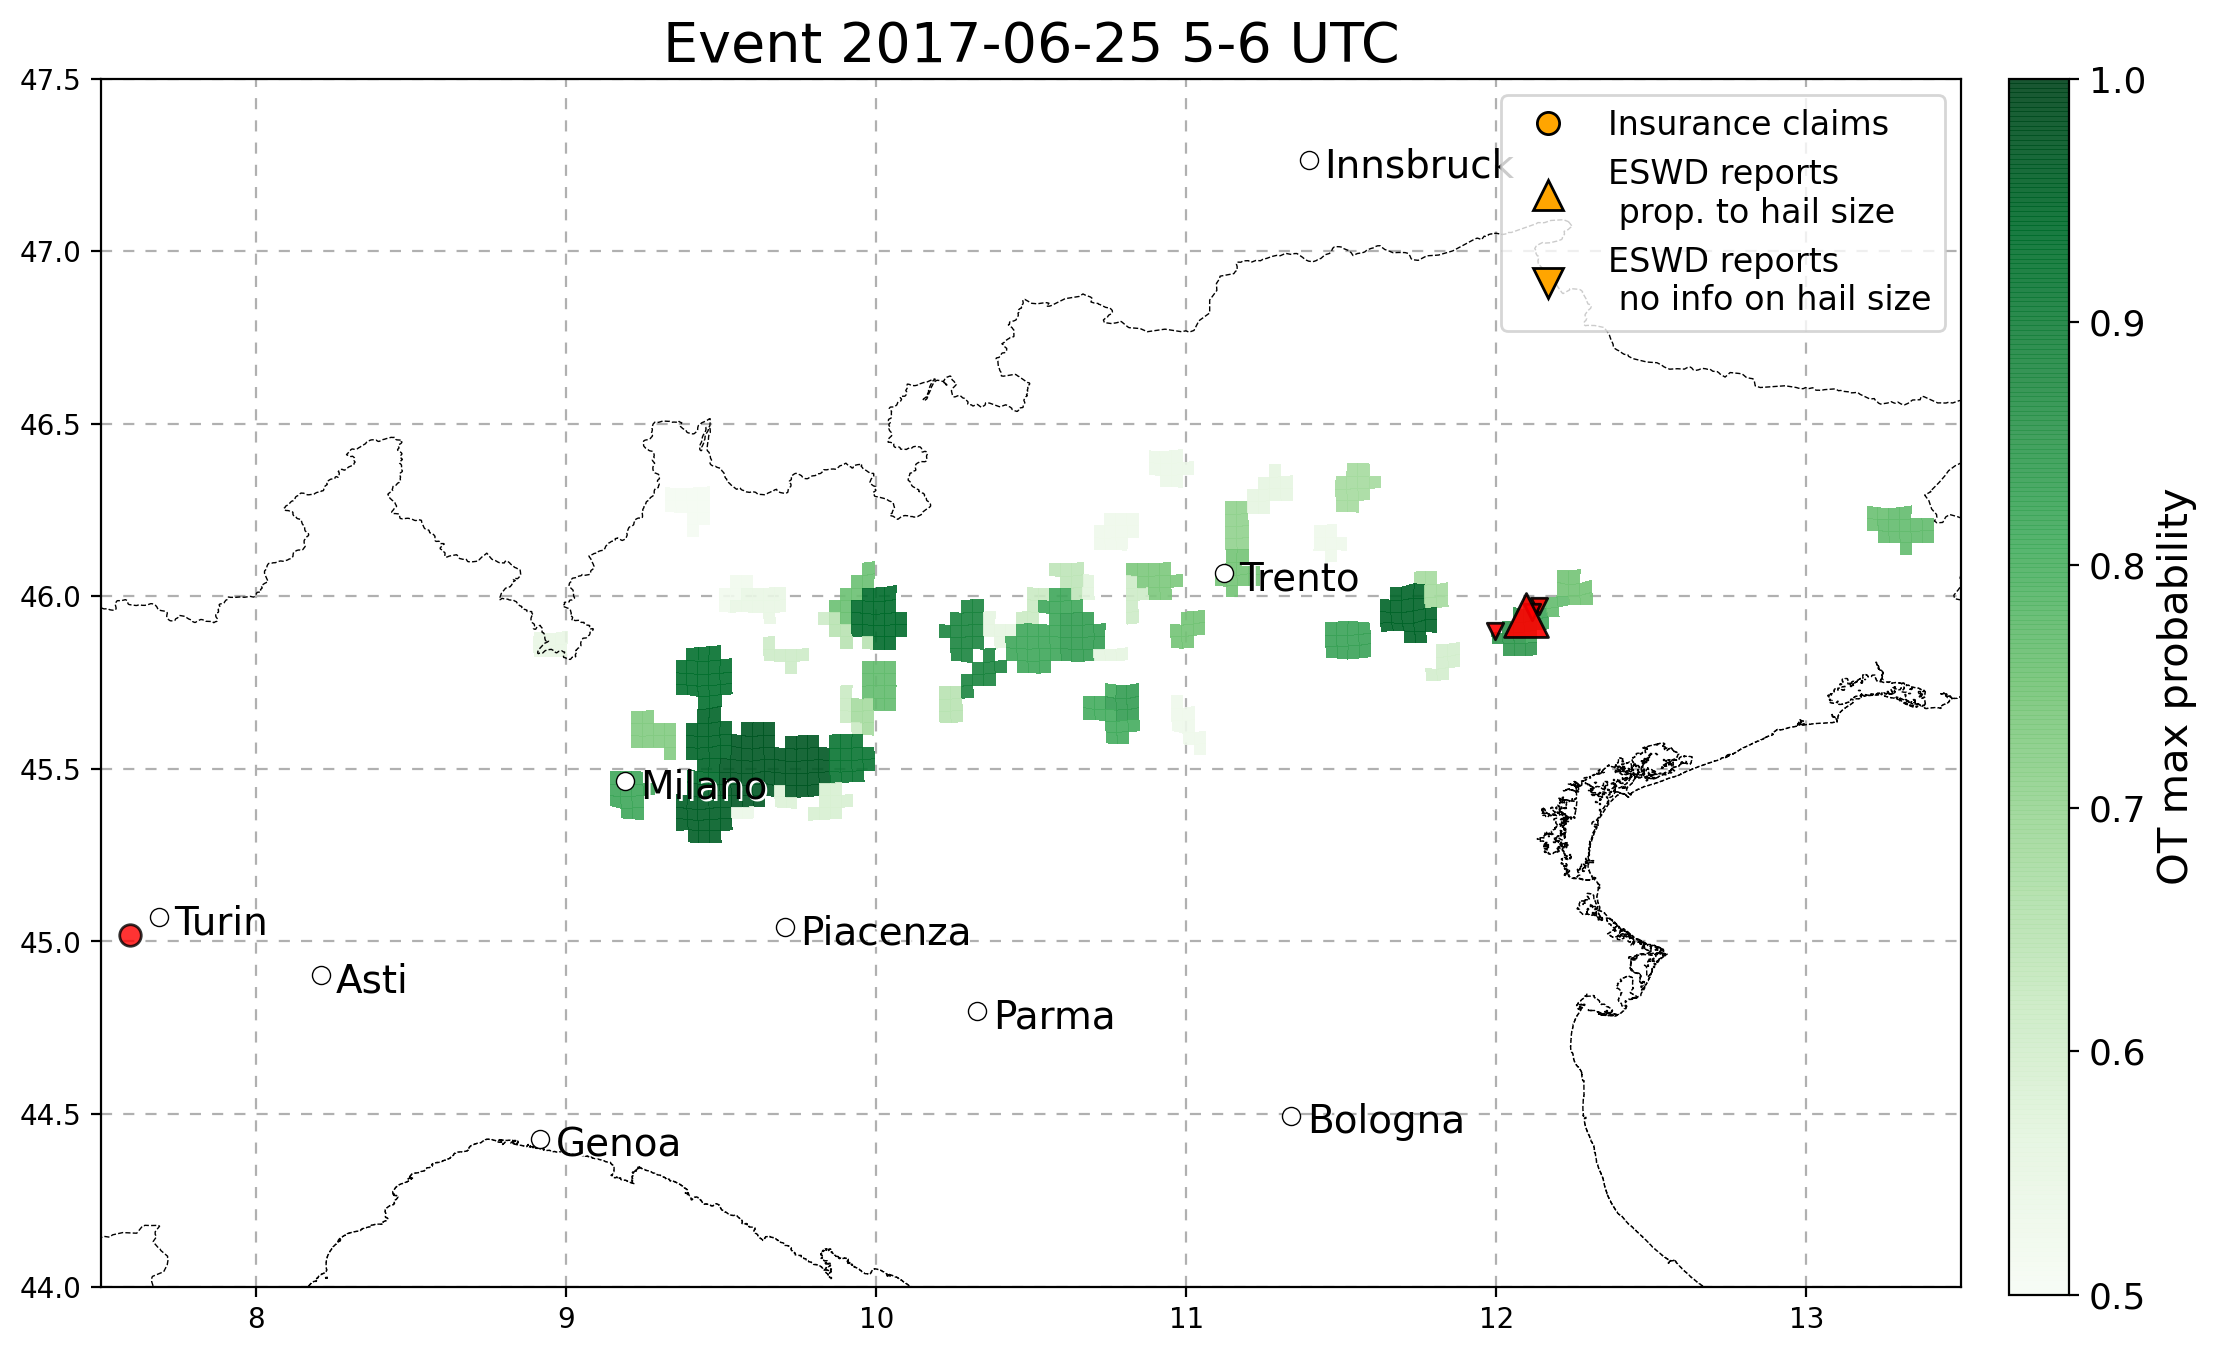 Event 2017-06-25 5-6 UTC
47.5
47.0
46.5
46.0
45.5
45.0
44.5
44.0
8
9
10
11
12
13
Insurance claims
ESWD reports
prop. to hail size
ESWD reports
no info on hail size
Innsbruck
Trento
Milano
Turin
Piacenza
Asti
Parma
Bologna
Genoa
1.0
0.9
0.8
0.7
0.6
0.5
OT max probability